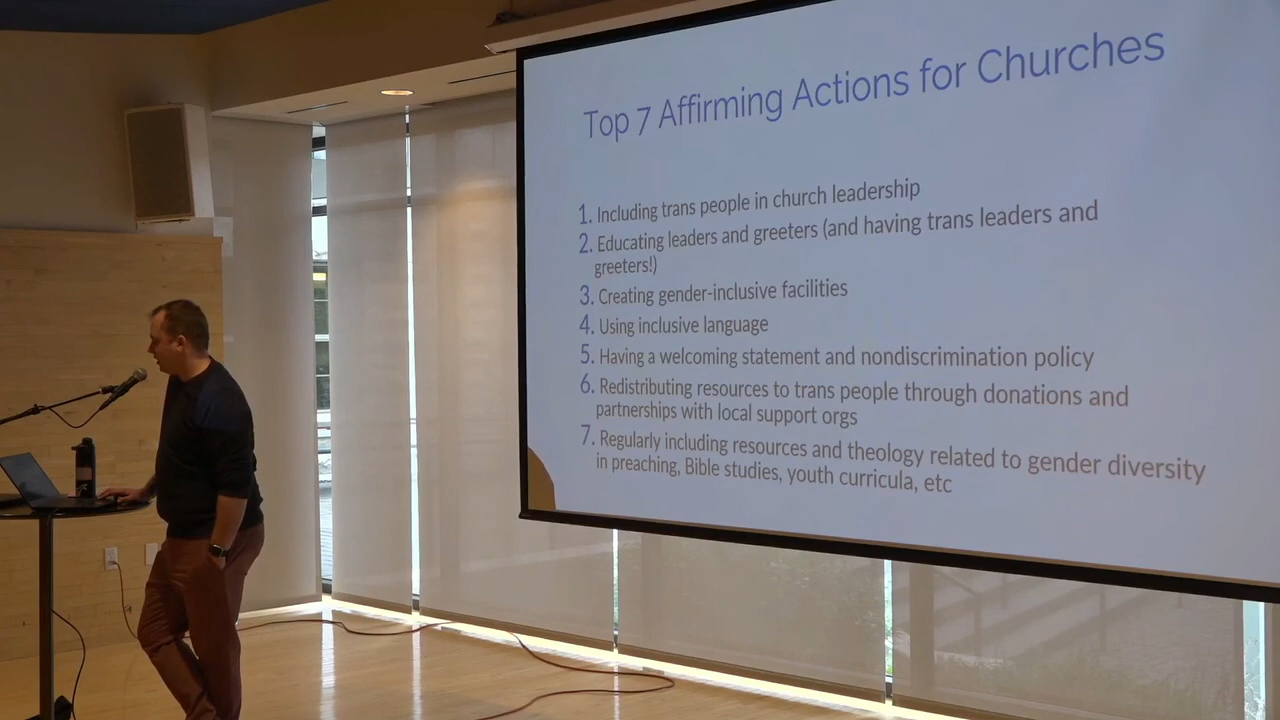 Top 7 Affirming Actions for Churches
1. Including trans people in church leadership
2. Educating leaders and greeters (and having trans leaders and
greeters!)
3. Creating gender-inclusive facilities
4. Using inclusive language
5. Having a welcoming statement and nondiscrimination policy
6. Redistributing resources to trans people through donations and
partnerships with local support orgs
7. Regularly including resources and theology related to gender diversity
in preaching, Bible studies, youth curricula, etc